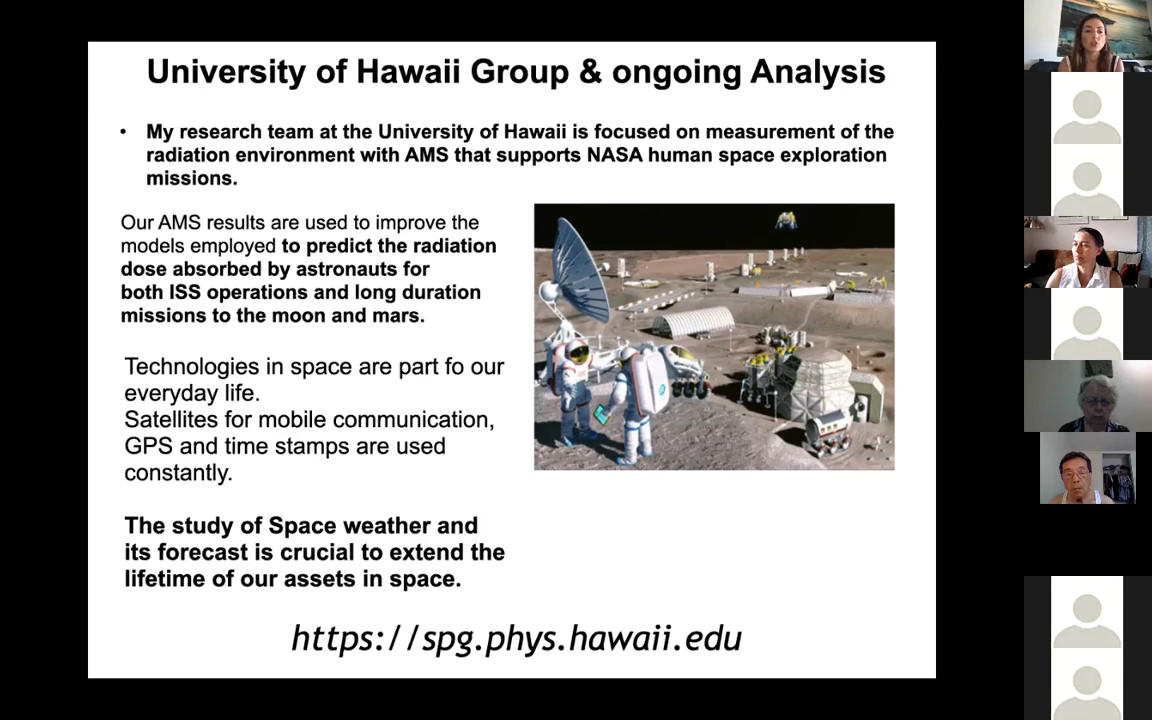 University of Hawaii Group & ongoing Analysis
• My research team at the University of Hawaii is focused on measurement of the
radiation environment with AMS that supports NASA human space exploration
missions.
Our AMS results are used to improve the
models employed to predict the radiation
dose absorbed by astronauts for
both ISS operations and long duration
missions to the moon and mars.
Technologies in space are part fo our
everyday life.
Satellites for mobile communication,
GPS and time stamps are used
constantly.
The study of Space weather and
its forecast is crucial to extend the
lifetime of our assets in space.
https://spg.phys.hawaii.edu